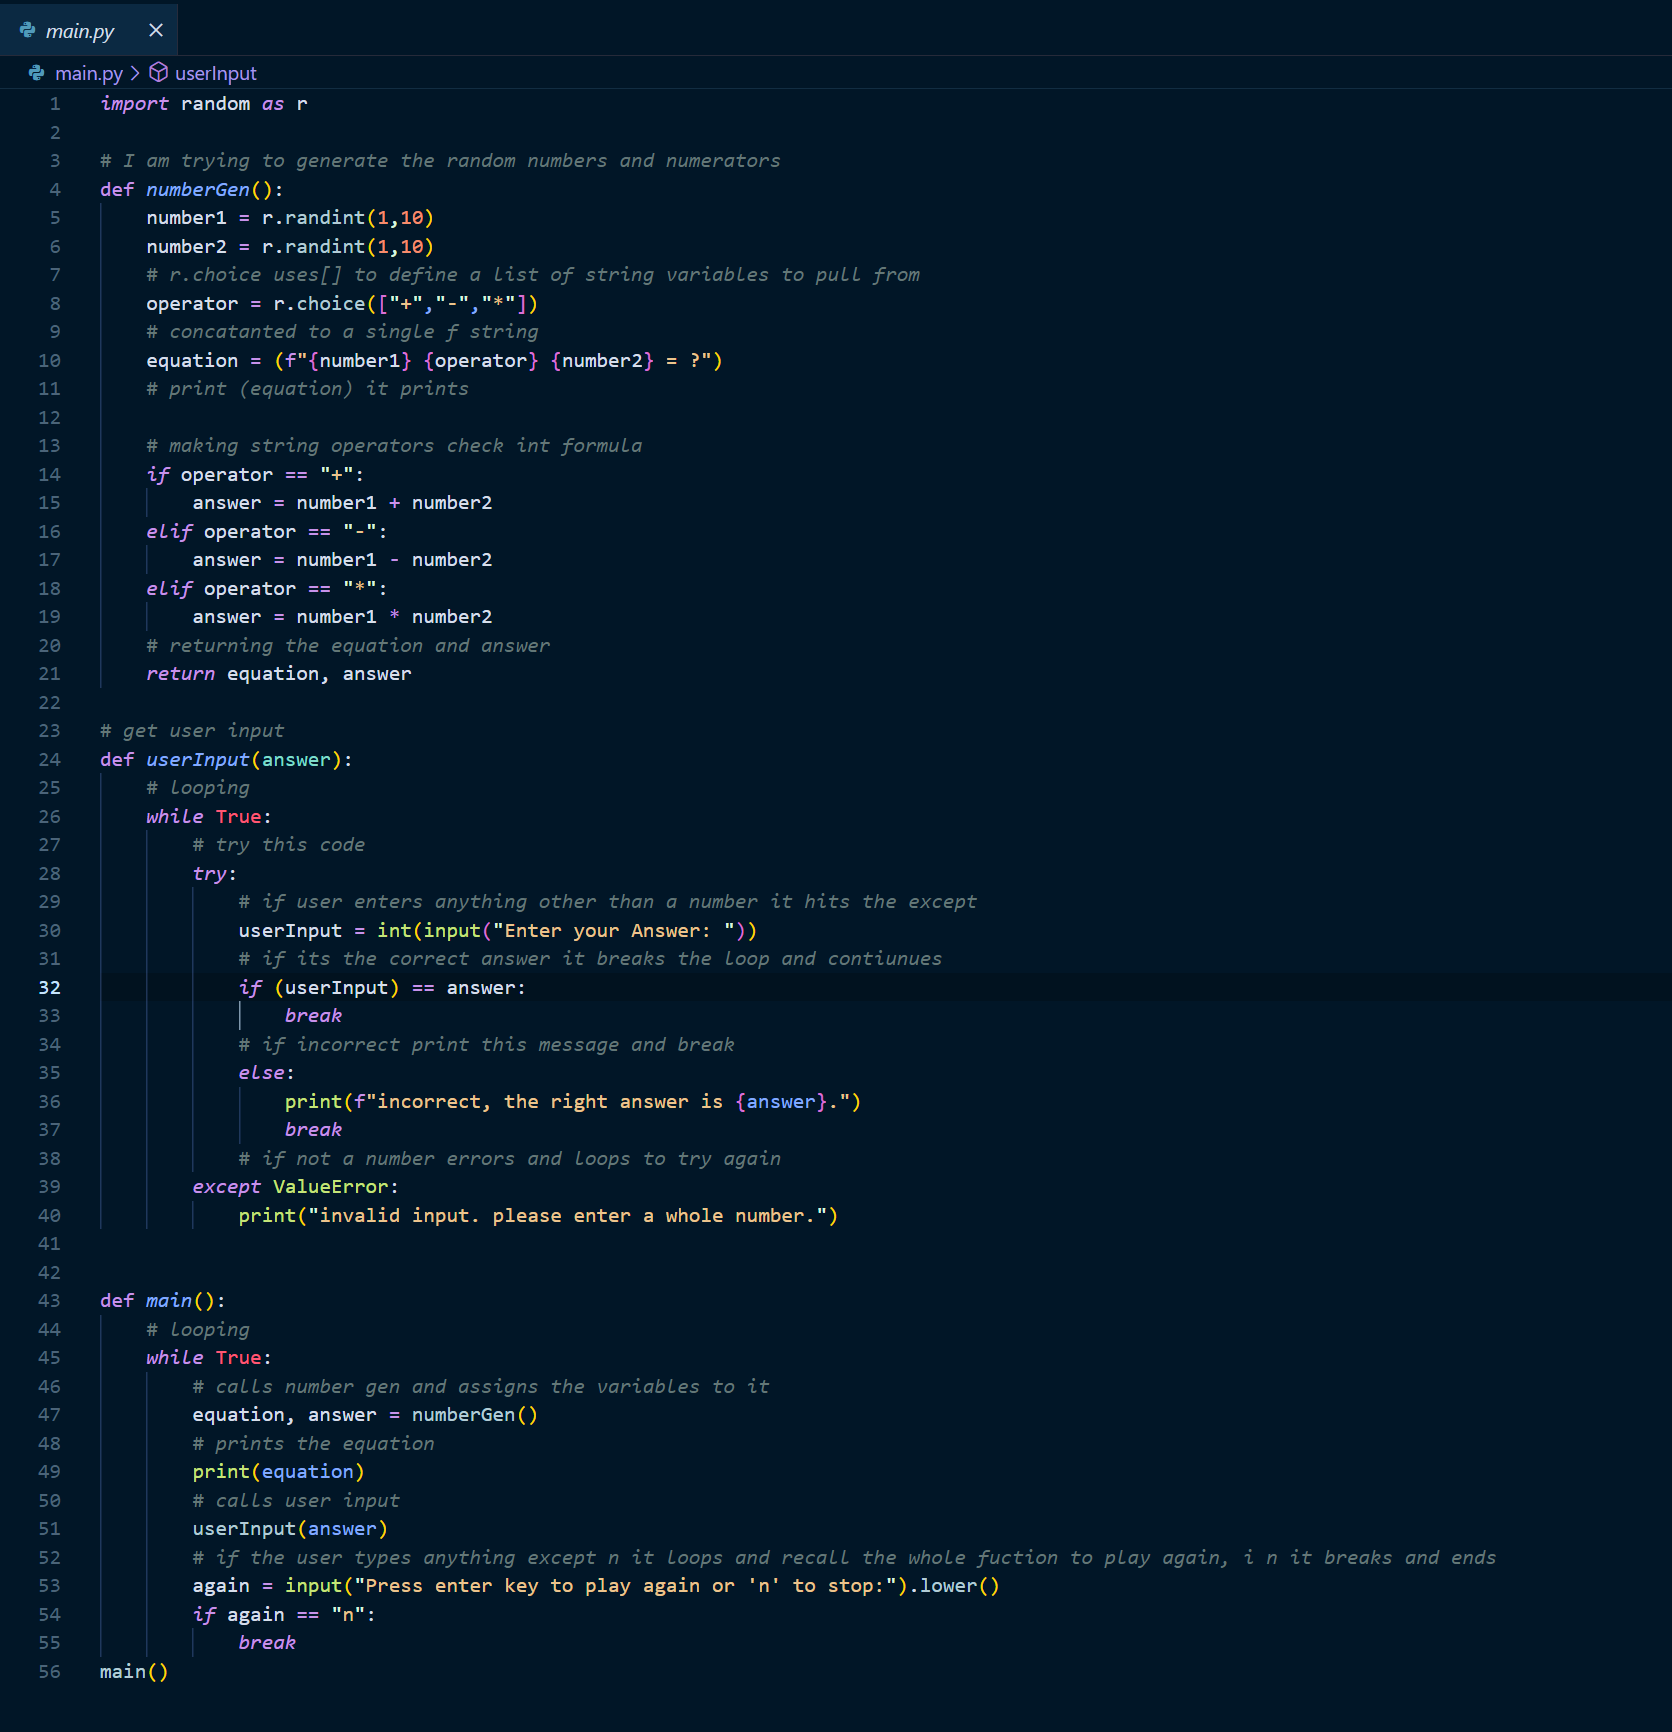 main.py
main.py > userInput
1 import random as r
2
3 # I am trying to generate the random numbers and numerators
4 def numberGen():
5     number1 = r.randint(1,10)
6     number2 = r.randint(1,10)
7     # r.choice uses[] to define a list of string variables to pull from
8     operator = r.choice(["+","-","*"])
9     # concatanted to a single f string
10     equation = (f"{number1} {operator} {number2} = ?")
11     # print (equation) it prints
12
13     # making string operators check int formula
14     if operator == "+":
15         answer = number1 + number2
16     elif operator == "-":
17         answer = number1 - number2
18     elif operator == "*":
19         answer = number1 * number2
20     # returning the equation and answer
21     return equation, answer
22
23 # get user input
24 def userInput(answer):
25     # looping
26     while True:
27         # try this code
28         try:
29             # if user enters anything other than a number it hits the except
30             userInput = int(input("Enter your Answer: "))
31             # if its the correct answer it breaks the loop and contiunues
32             if (userInput) == answer:
33                 break
34             # if incorrect print this message and break
35             else:
36                 print(f"incorrect, the right answer is {answer}.")
37                 break
38             # if not a number errors and loops to try again
39         except ValueError:
40             print("invalid input. please enter a whole number.")
41
42
43 def main():
44     # looping
45     while True:
46         # calls number gen and assigns the variables to it
47         equation, answer = numberGen()
48         # prints the equation
49         print(equation)
50         # calls user input
51         userInput(answer)
52         # if the user types anything except n it loops and recall the whole fuction to play again, i n it breaks and ends
53         again = input("Press enter key to play again or 'n' to stop:").lower()
54         if again == "n":
55             break
56 main()